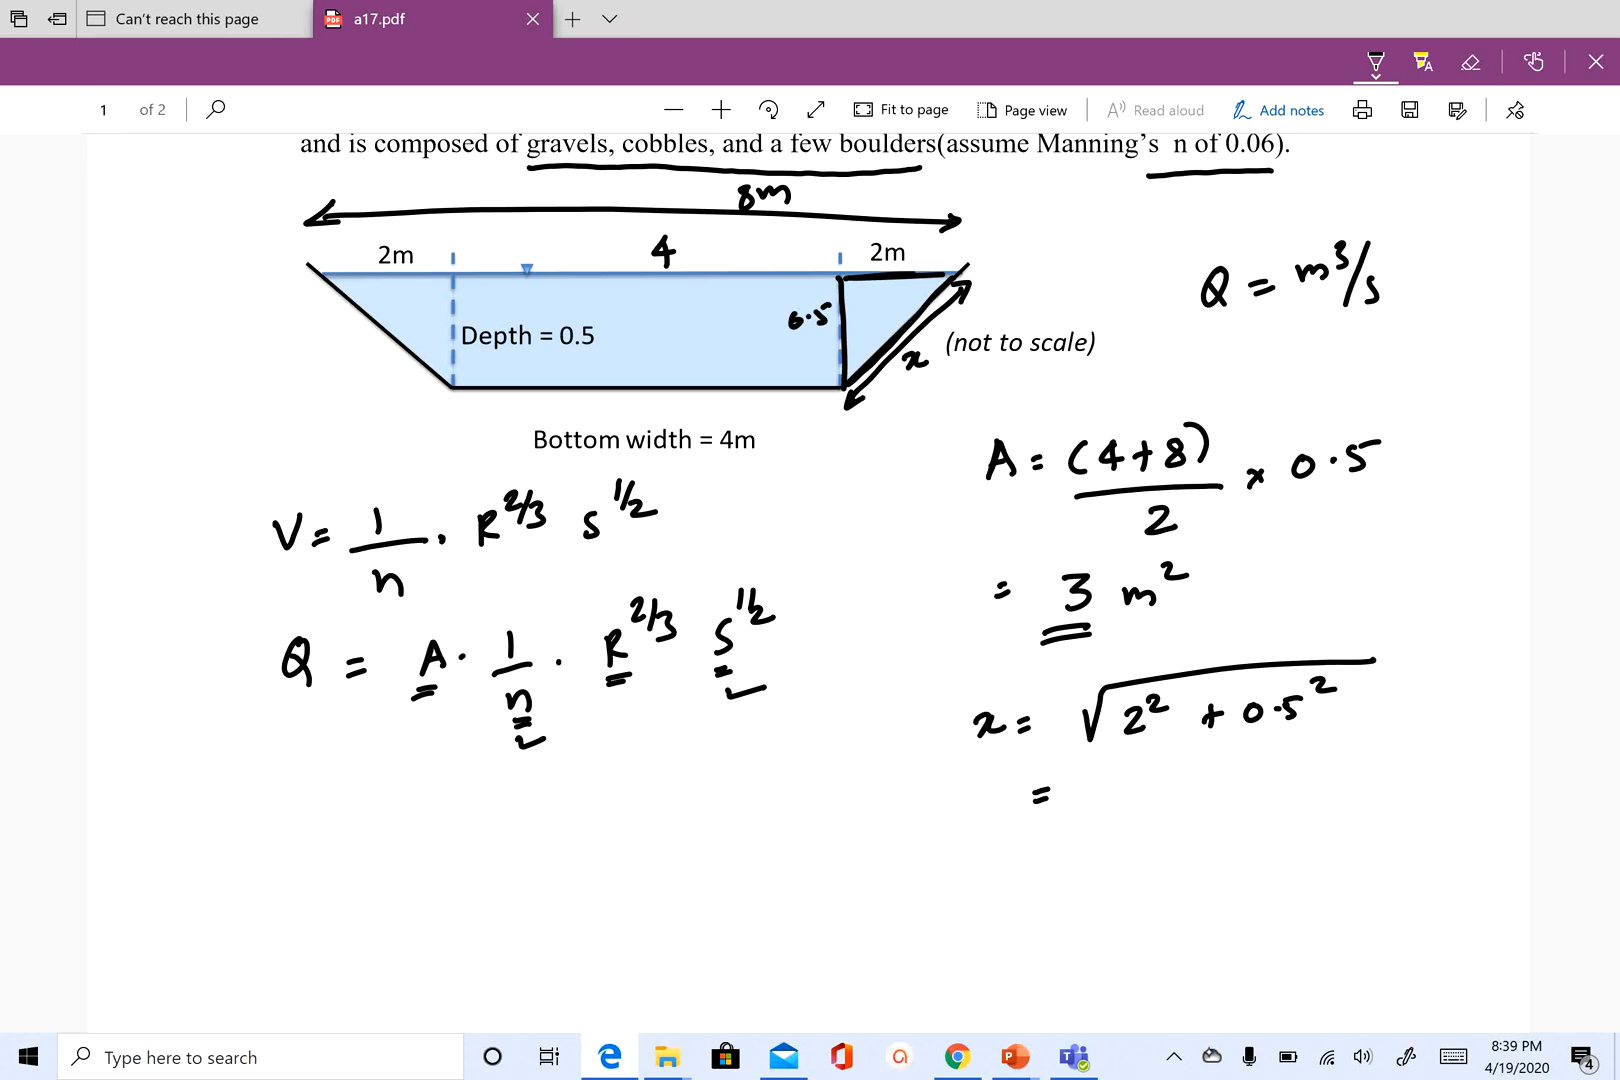 Can't reach this page
a17.pdf
1 of 2
Fit to page
Page view
Read aloud
Add notes
and is composed of gravels, cobbles, and a few boulders(assume Manning's n of 0.06).
8m
2m 4 2m
Q = m³/s
0.5
Depth = 0.5
x (not to scale)
Bottom width = 4m
A = (4+8)/2 × 0.5
= 3 m²
V = 1/n · R^2/3 S^1/2
Q = A · 1/n · R^2/3 S^1/2
x = √2² + 0.5²
=
Type here to search
8:39 PM
4/19/2020
4